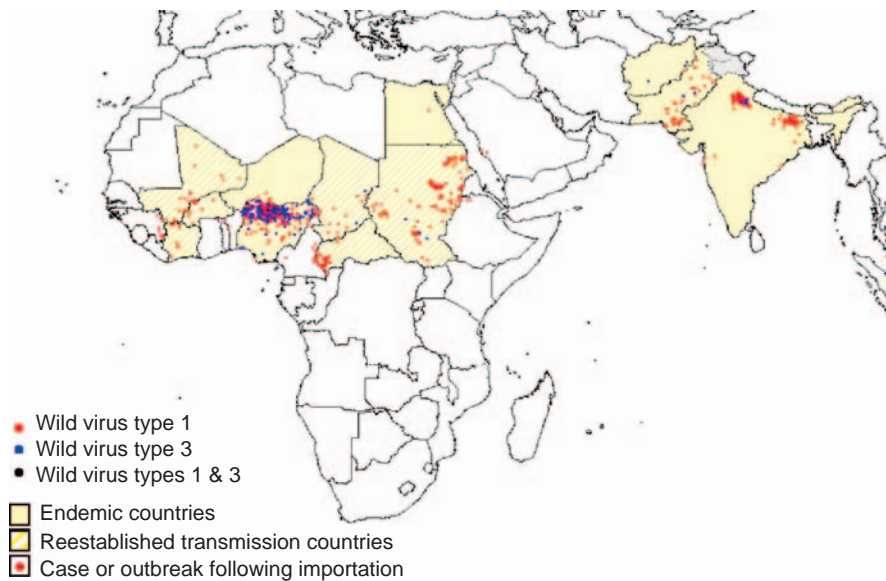 Wild virus type 1
Wild virus type 3
Wild virus types 1 & 3
Endemic countries
Reestablished transmission countries
Case or outbreak following importation